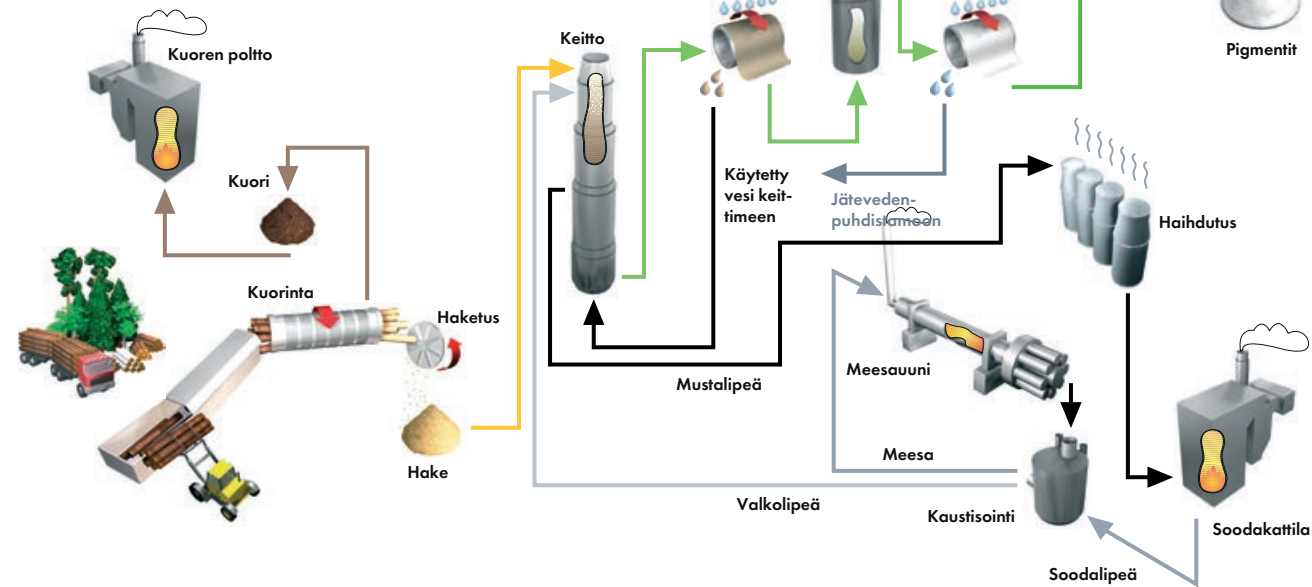 Keitto
Kuoren poltto
Pigmentit
Kuori
Käytetty
vesi keit-
timeen
Jäteveden-
puhdistamoon
Haihdutus
Kuorinta
Haketus
Mustalipeä
Meesauuni
Meesa
Hake
Valkolipeä
Kaustisointi
Soodakattila
Soodalipeä